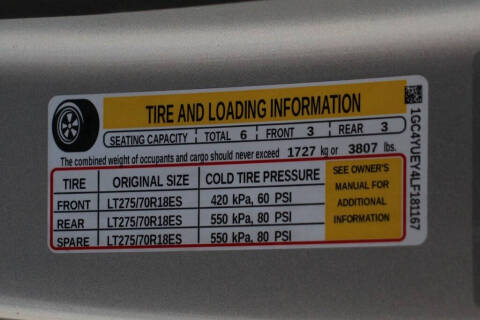 TIRE AND LOADING INFORMATION
SEATING CAPACITY TOTAL 6 FRONT 3 REAR 3
The combined weight of occupants and cargo should never exceed 1727 kg or 3807 lbs.
TIRE ORIGINAL SIZE COLD TIRE PRESSURE
FRONT LT275/70R18ES 420 kPa, 60 PSI
REAR LT275/70R18ES 550 kPa, 80 PSI
SPARE LT275/70R18ES 550 kPa, 80 PSI
SEE OWNER'S
MANUAL FOR
ADDITIONAL
INFORMATION
1GC4YUEY4LF181167